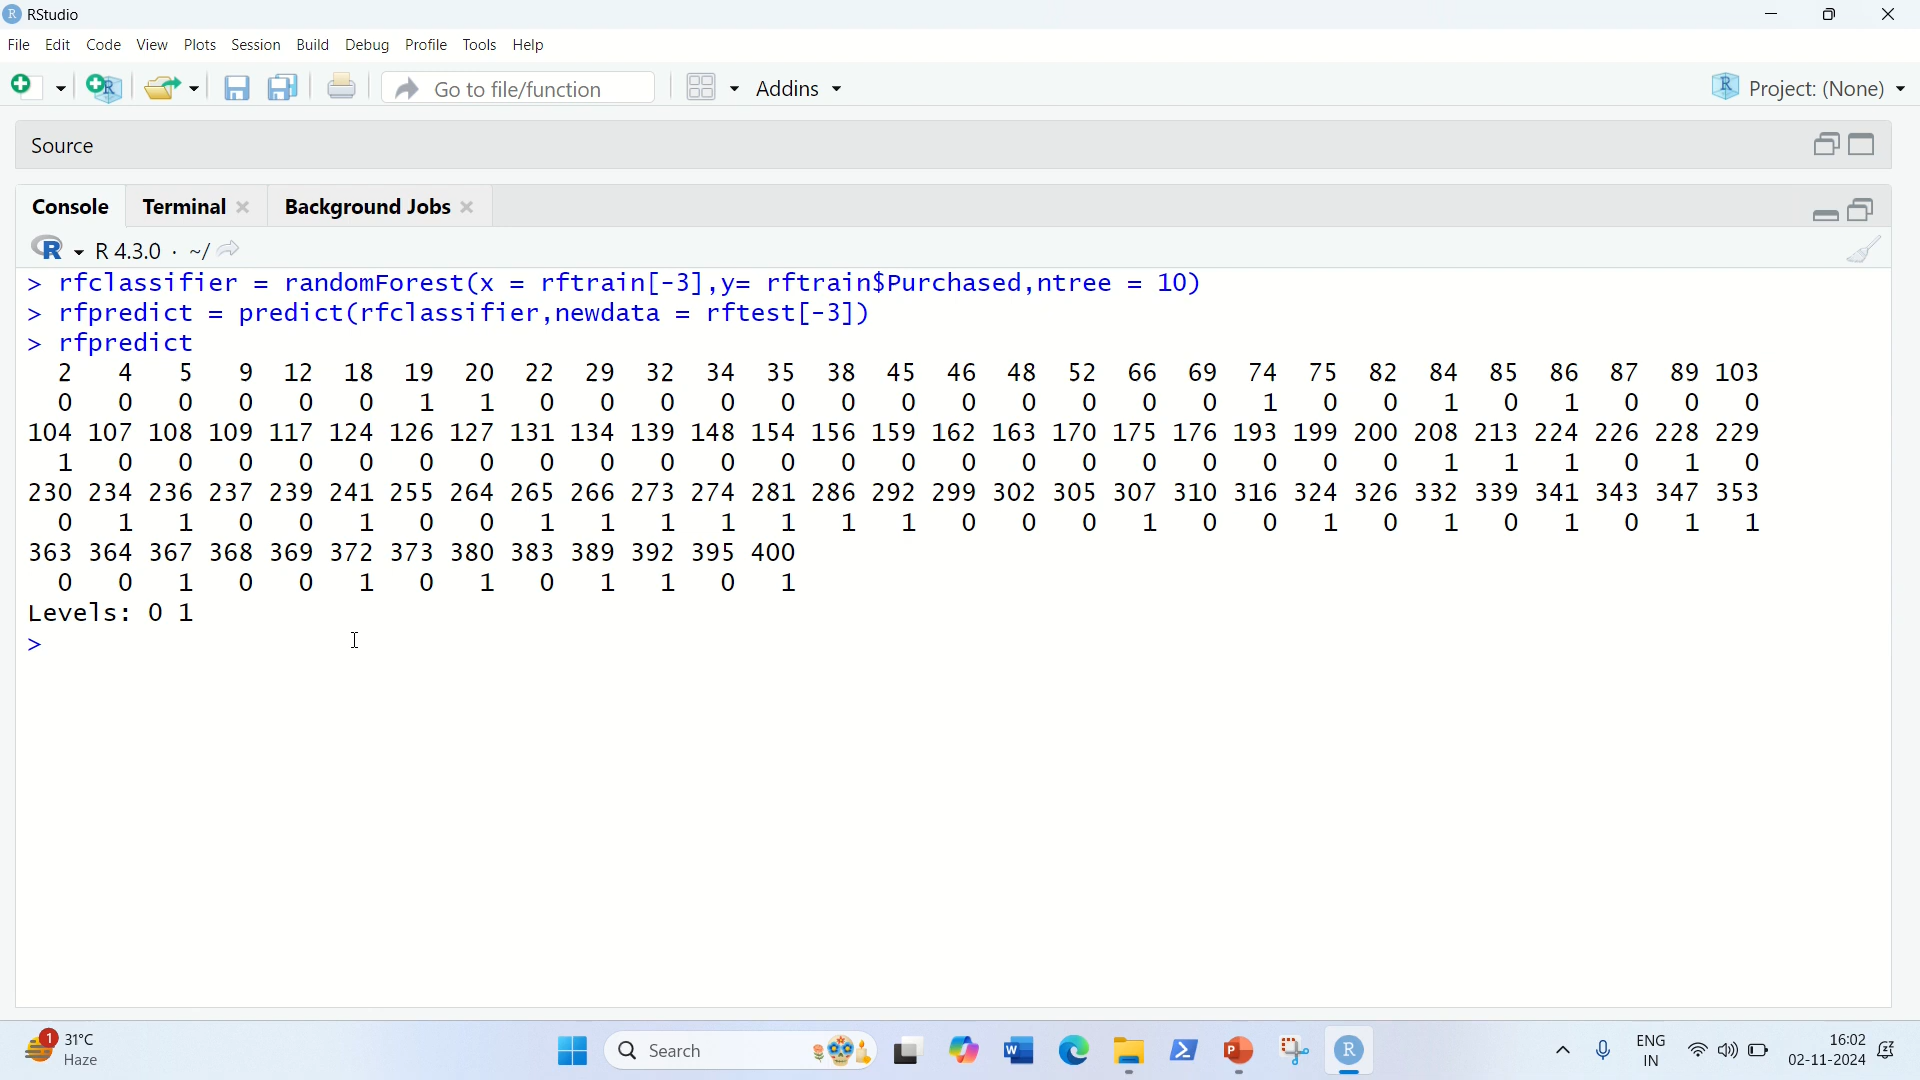 RStudio
File Edit Code View Plots Session Build Debug Profile Tools Help
Go to file/function Addins Project: (None)
Source
Console Terminal Background Jobs
R 4.3.0 · ~/
> rfclassifier = randomForest(x = rftrain[-3],y= rftrain$Purchased,ntree = 10)
> rfpredict = predict(rfclassifier,newdata = rftest[-3])
> rfpredict
2 4 5 9 12 18 19 20 22 29 32 34 35 38 45 46 48 52 66 69 74 75 82 84 85 86 87 89 103
0 0 0 0 0 0 1 1 0 0 0 0 0 0 0 0 0 0 0 0 1 0 0 1 0 1 0 0 0
104 107 108 109 117 124 126 127 131 134 139 148 154 156 159 162 163 170 175 176 193 199 200 208 213 224 226 228 229
1 0 0 0 0 0 0 0 0 0 0 0 0 0 0 0 0 0 0 0 0 0 0 1 1 1 0 1 0
230 234 236 237 239 241 255 264 265 266 273 274 281 286 292 299 302 305 307 310 316 324 326 332 339 341 343 347 353
0 1 1 0 0 1 0 0 1 1 1 1 1 1 1 0 0 0 1 0 0 1 0 1 0 1 0 1 1
363 364 367 368 369 372 373 380 383 389 392 395 400
0 0 1 0 0 1 0 1 0 1 1 0 1
Levels: 0 1
>
1 31°C
Haze
Search
ENG
IN
16:02
02-11-2024